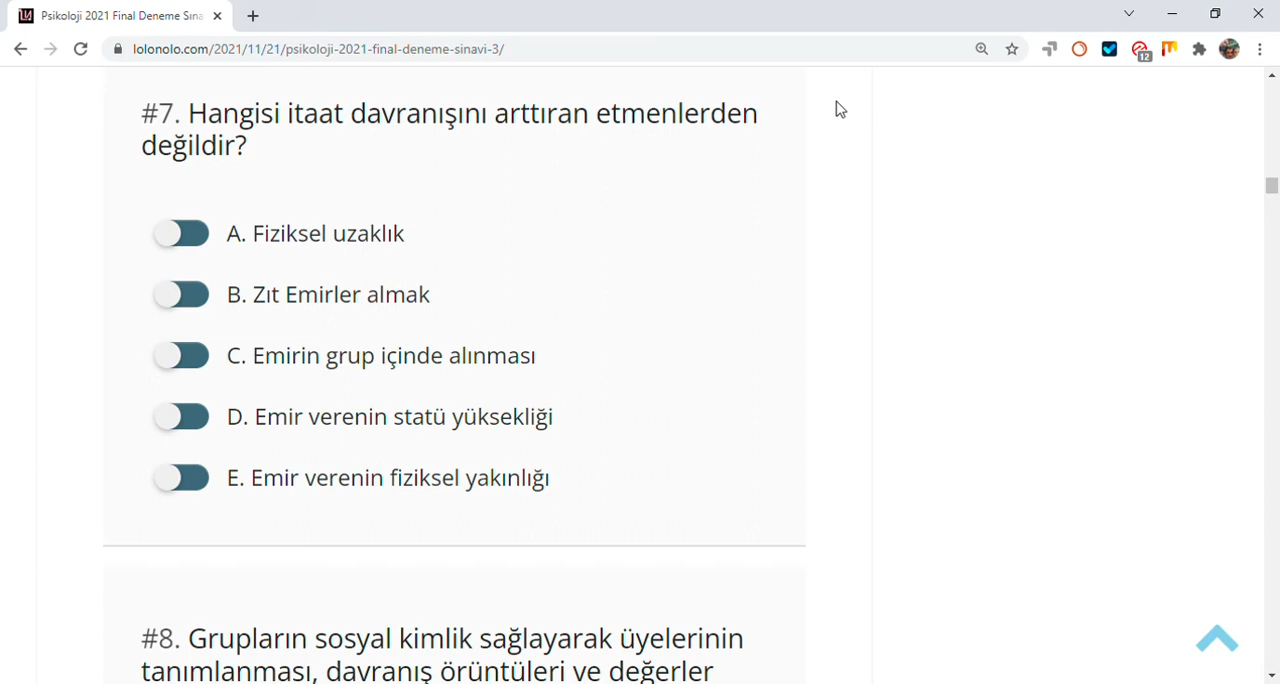 Psikoloji 2021 Final Deneme Sına
lolonolo.com/2021/11/21/psikoloji-2021-final-deneme-sinavi-3/
12
#7. Hangisi itaat davranışını arttıran etmenlerden
değildir?
A. Fiziksel uzaklık
B. Zıt Emirler almak
C. Emirin grup içinde alınması
D. Emir verenin statü yüksekliği
E. Emir verenin fiziksel yakınlığı
#8. Grupların sosyal kimlik sağlayarak üyelerinin
tanımlanması, davranış örüntüleri ve değerler